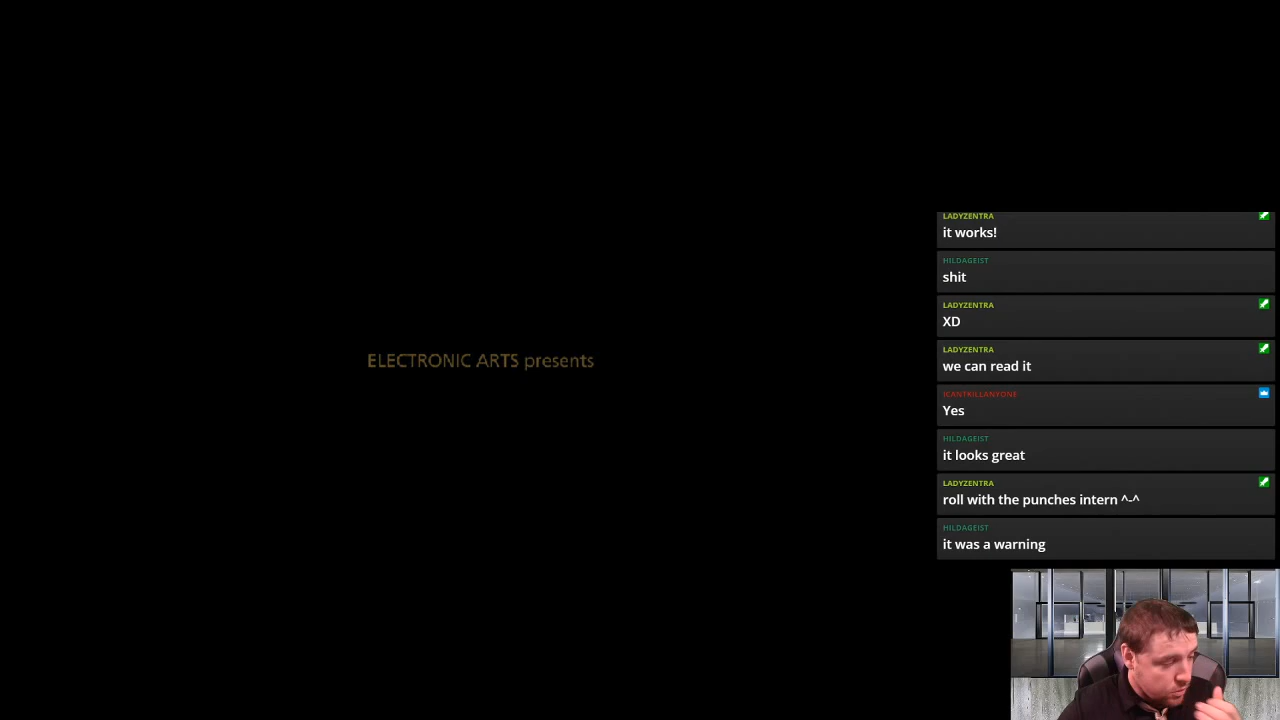 ELECTRONIC ARTS presents
LADYZENTRA
it works!
HILDAGEIST
shit
LADYZENTRA
XD
LADYZENTRA
we can read it
ICANTKILLANYONE
Yes
HILDAGEIST
it looks great
LADYZENTRA
roll with the punches intern ^-^
HILDAGEIST
it was a warning